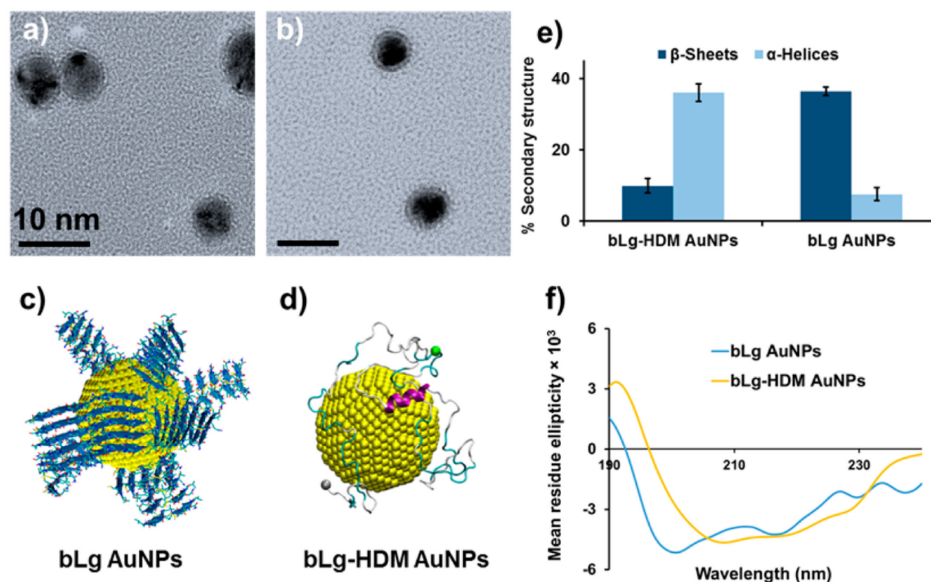 a)
10 nm
b)
c)
bLg AuNPs
d)
bLg-HDM AuNPs
e)
β-Sheets α-Helices
% Secondary structure
40
20
0
bLg-HDM AuNPs bLg AuNPs
f)
Mean residue ellipticity × 10³
6
3
0
-3
-6
bLg AuNPs
bLg-HDM AuNPs
190 210 230
Wavelength (nm)